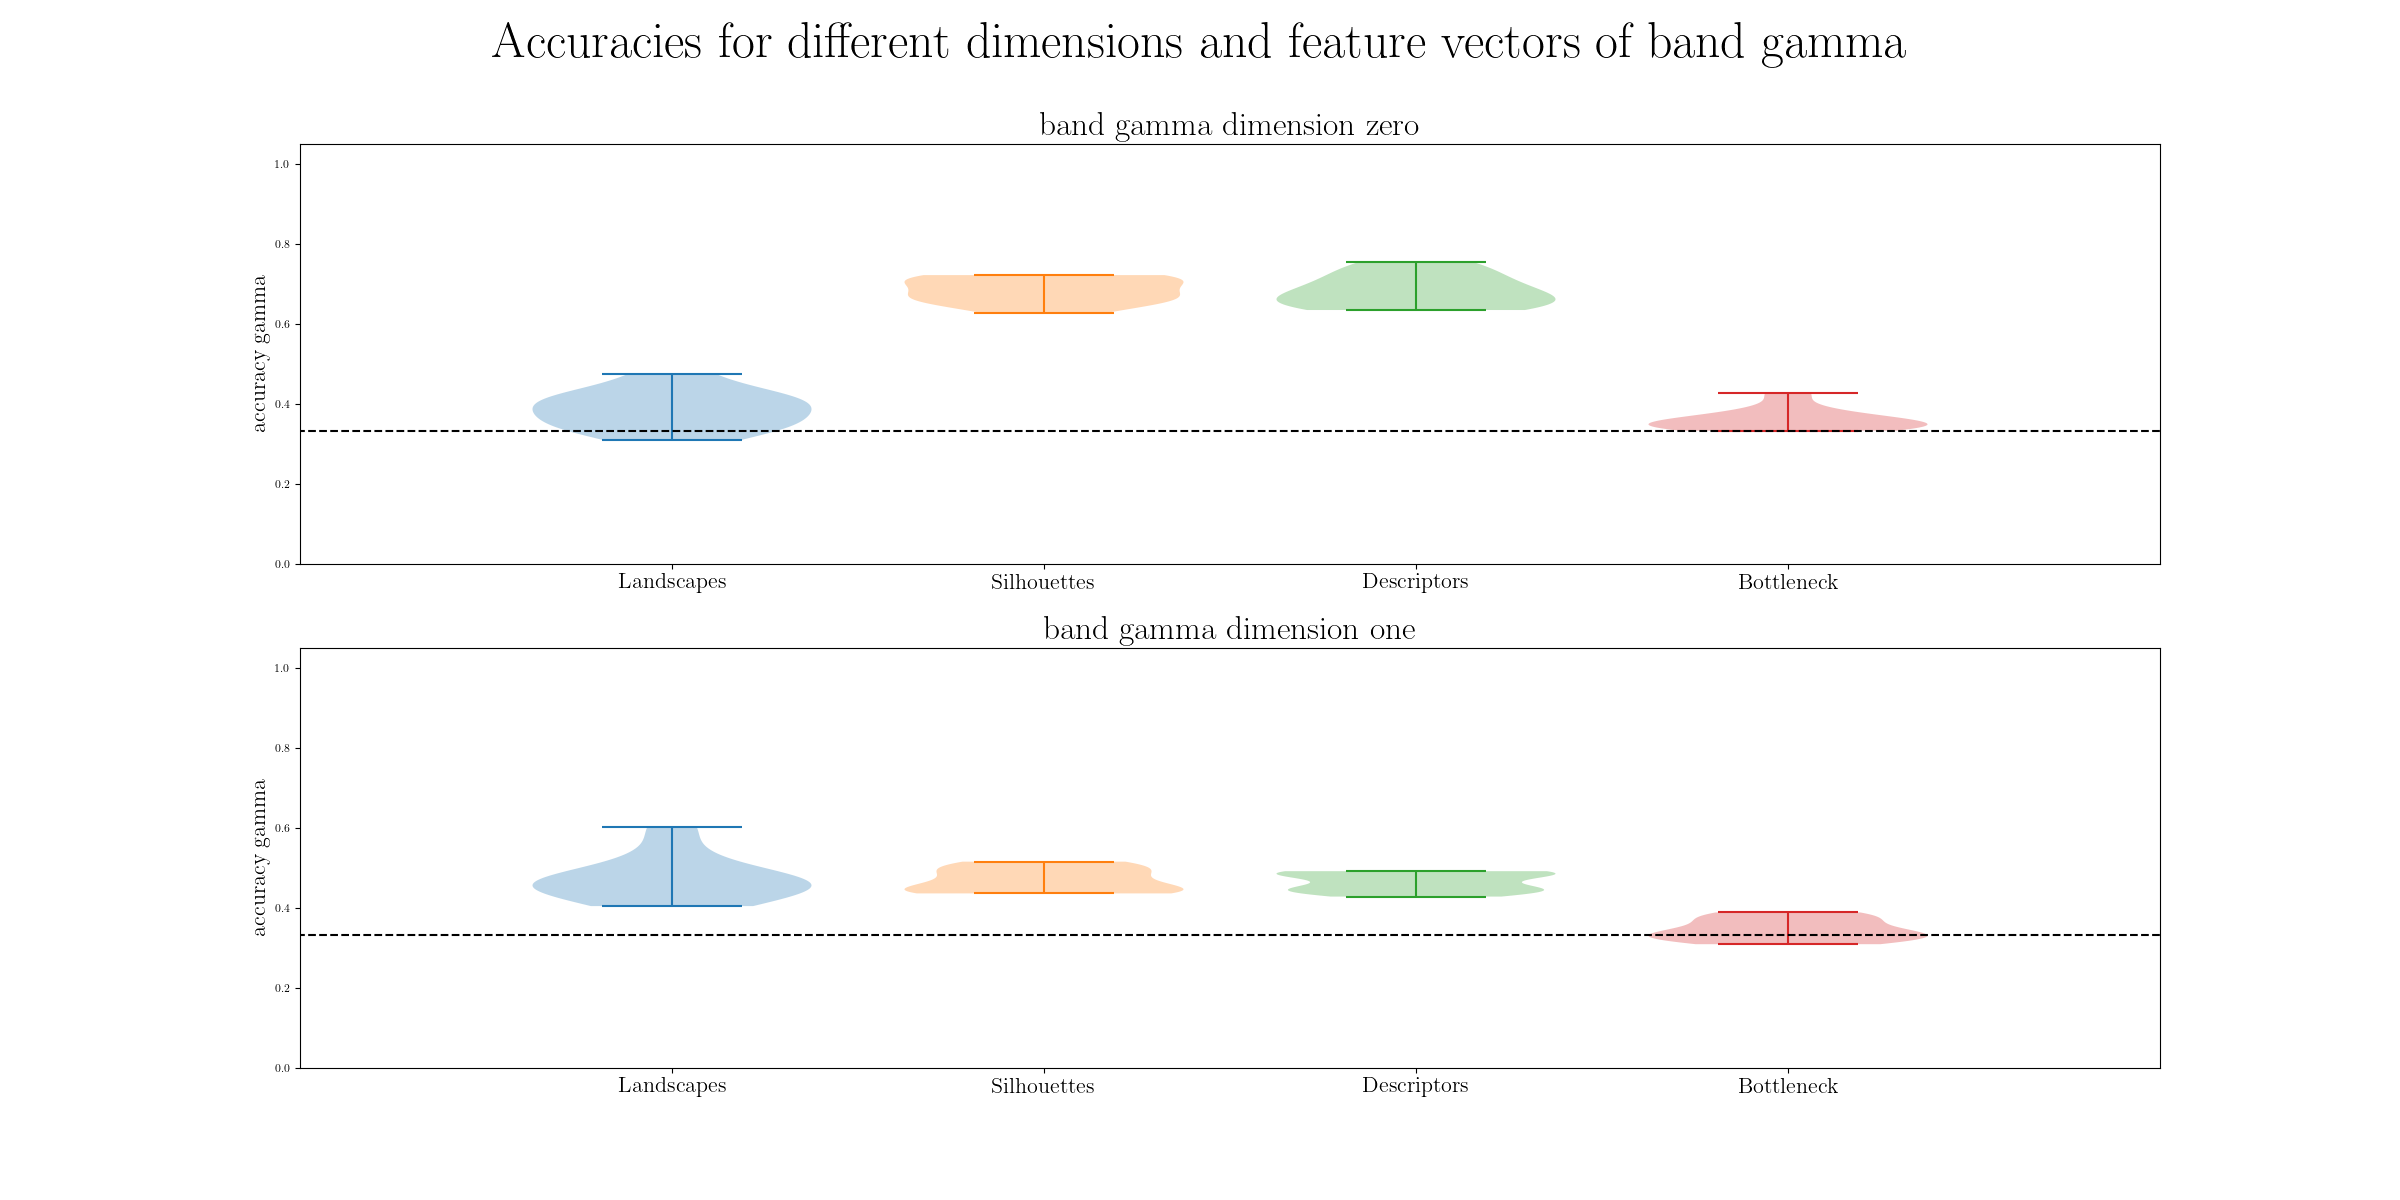 Accuracies for different dimensions and feature vectors of band gamma
band gamma dimension zero
accuracy gamma
1.0
0.8
0.6
0.4
0.2
0.0
Landscapes Silhouettes Descriptors Bottleneck
band gamma dimension one
accuracy gamma
1.0
0.8
0.6
0.4
0.2
0.0
Landscapes Silhouettes Descriptors Bottleneck